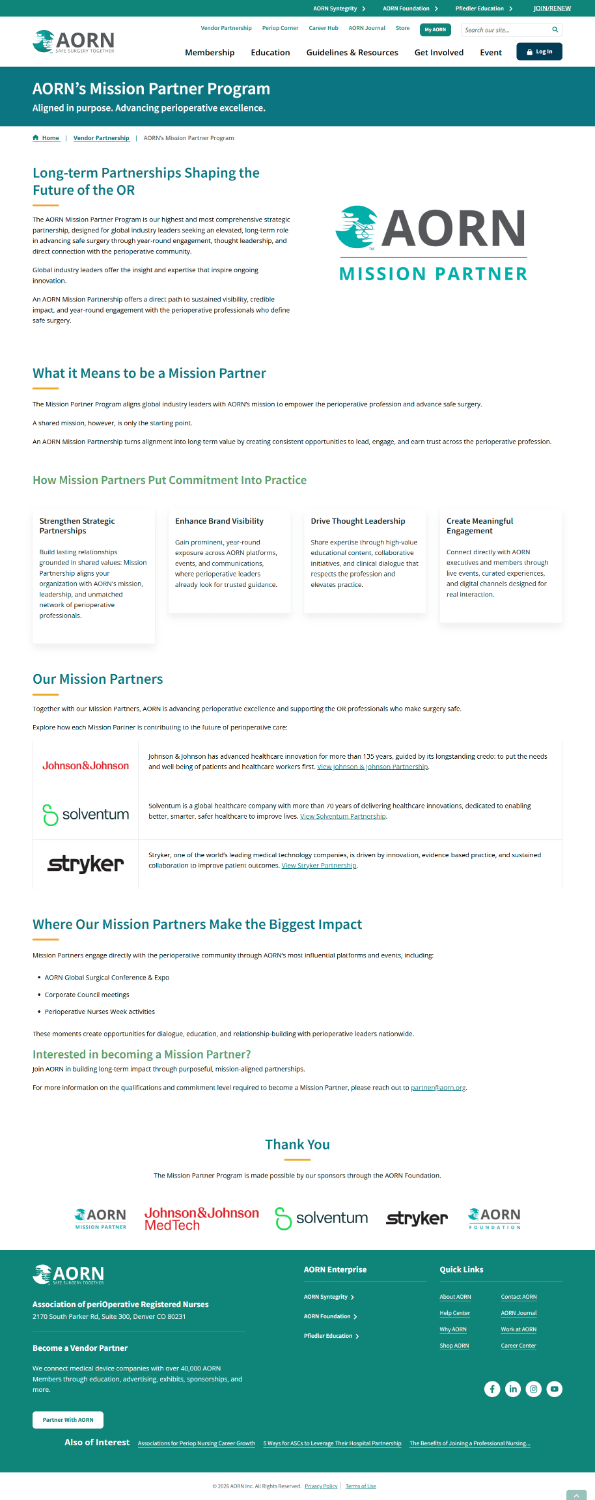 AORN Syntegrity AORN Foundation Pfiedler Education JOIN/RENEW
AORN
SAFE SURGERY TOGETHER
Vendor Partnership Periop Corner Career Hub AORN Journal Store My AORN Search our site...
Membership Education Guidelines & Resources Get Involved Event Log In
AORN's Mission Partner Program
Aligned in purpose. Advancing perioperative excellence.
Home | Vendor Partnership | AORN's Mission Partner Program
Long-term Partnerships Shaping the
Future of the OR
The AORN Mission Partner Program is our highest and most comprehensive strategic
partnership, designed for global industry leaders seeking an elevated, long-term role
in advancing safe surgery through year-round engagement, thought leadership, and
direct connection with the perioperative community.
Global industry leaders offer the insight and expertise that inspire ongoing
innovation.
An AORN Mission Partnership offers a direct path to sustained visibility, credible
impact, and year-round engagement with the perioperative professionals who define
safe surgery.
AORN
MISSION PARTNER
What it Means to be a Mission Partner
The Mission Partner Program aligns global industry leaders with AORN's mission to empower the perioperative profession and advance safe surgery.
A shared mission, however, is only the starting point.
An AORN Mission Partnership turns alignment into long-term value by creating consistent opportunities to lead, engage, and earn trust across the perioperative profession.
How Mission Partners Put Commitment Into Practice
Strengthen Strategic
Partnerships
Build lasting relationships
grounded in shared values; Mission
Partnership aligns your
organization with AORN's mission,
leadership, and unmatched
network of perioperative
professionals.
Enhance Brand Visibility
Gain prominent, year-round
exposure across AORN platforms,
events, and communications,
where perioperative leaders
already look for trusted guidance.
Drive Thought Leadership
Share expertise through high-value
educational content, collaborative
initiatives, and clinical dialogue that
respects the profession and
elevates practice.
Create Meaningful
Engagement
Connect directly with AORN
executives and members through
live events, curated experiences,
and digital channels designed for
real interaction.
Our Mission Partners
Together with our Mission Partners, AORN is advancing perioperative excellence and supporting the OR professionals who make surgery safe.
Explore how each Mission Partner is contributing to the future of perioperative care:
Johnson&Johnson
Johnson & Johnson has advanced healthcare innovation for more than 135 years, guided by its longstanding credo: to put the needs
and well-being of patients and healthcare workers first. View Johnson & Johnson Partnership.
solventum
Solventum is a global healthcare company with more than 70 years of delivering healthcare innovations, dedicated to enabling
better, smarter, safer healthcare to improve lives. View Solventum Partnership.
stryker
Stryker, one of the world's leading medical technology companies, is driven by innovation, evidence based practice, and sustained
collaboration to improve patient outcomes. View Stryker Partnership.
Where Our Mission Partners Make the Biggest Impact
Mission Partners engage directly with the perioperative community through AORN's most influential platforms and events, including:
• AORN Global Surgical Conference & Expo
• Corporate Council meetings
• Perioperative Nurses Week activities
These moments create opportunities for dialogue, education, and relationship-building with perioperative leaders nationwide.
Interested in becoming a Mission Partner?
Join AORN in building long-term impact through purposeful, mission-aligned partnerships.
For more information on the qualifications and commitment level required to become a Mission Partner, please reach out to partner@aorn.org.
Thank You
The Mission Partner Program is made possible by our sponsors through the AORN Foundation.
AORN
MISSION PARTNER
Johnson&Johnson
MedTech
solventum
stryker
AORN
FOUNDATION
AORN
SAFE SURGERY TOGETHER
Association of periOperative Registered Nurses
2170 South Parker Rd, Suite 300, Denver CO 80231
Become a Vendor Partner
We connect medical device companies with over 40,000 AORN
Members through education, advertising, exhibits, sponsorships, and
more.
Partner With AORN
AORN Enterprise
AORN Syntegrity
AORN Foundation
Pfiedler Education
Quick Links
About AORN Contact AORN
Help Center AORN Journal
Why AORN Work at AORN
Shop AORN Career Center
Also of Interest Associations for Periop Nursing Career Growth 5 Ways for ASCs to Leverage Their Hospital Partnership The Benefits of Joining a Professional Nursing...
© 2026 AORN Inc. All Rights Reserved. Privacy Policy | Terms of Use